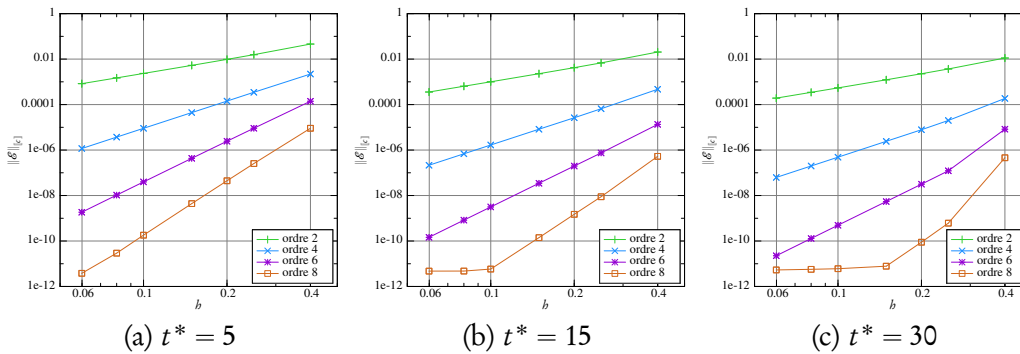 1
0.01
0.0001
1e-06
1e-08
1e-10
1e-12
‖ℰ‖[c]
0.06
0.1
0.2
0.4
h
ordre 2
ordre 4
ordre 6
ordre 8
(a) t* = 5
1
0.01
0.0001
1e-06
1e-08
1e-10
1e-12
‖ℰ‖[c]
0.06
0.1
0.2
0.4
h
ordre 2
ordre 4
ordre 6
ordre 8
(b) t* = 15
1
0.01
0.0001
1e-06
1e-08
1e-10
1e-12
‖ℰ‖[c]
0.06
0.1
0.2
0.4
h
ordre 2
ordre 4
ordre 6
ordre 8
(c) t* = 30